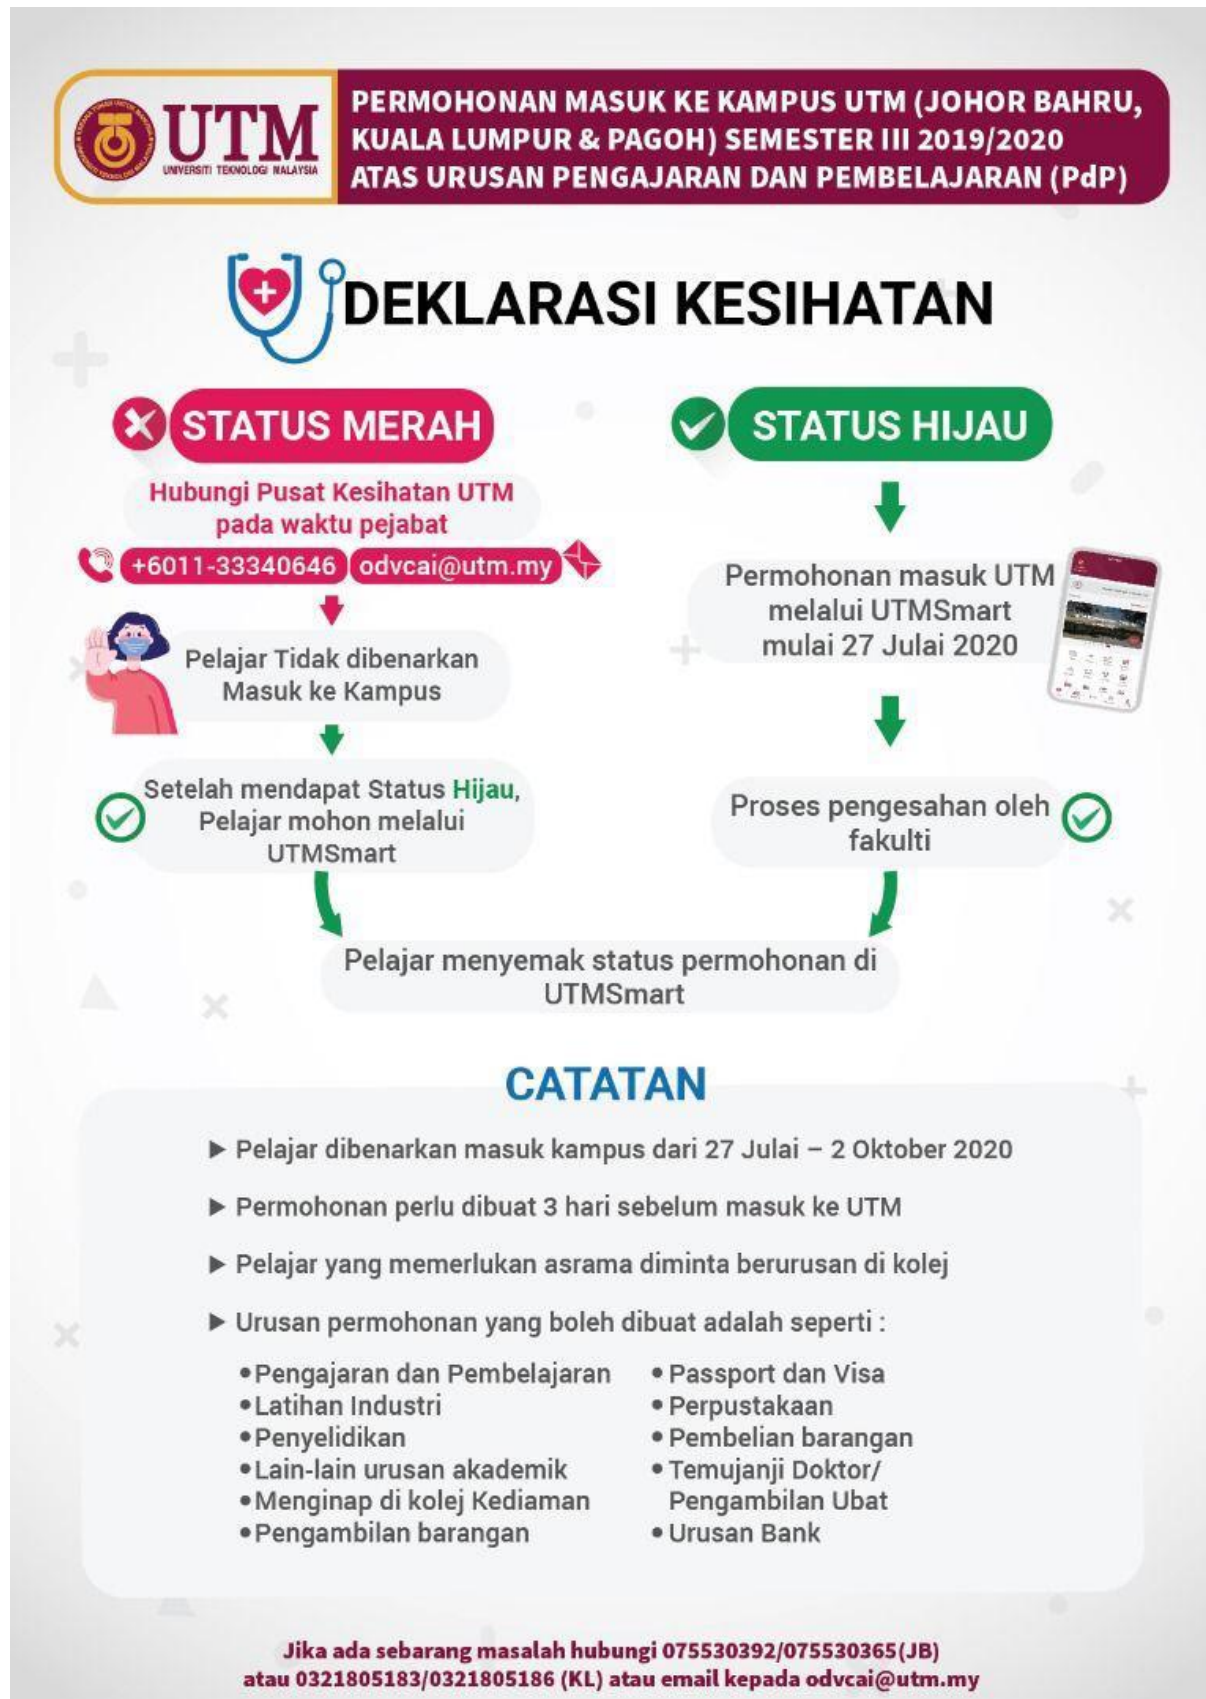 UTM
UNIVERSITI TEKNOLOGI MALAYSIA
PERMOHONAN MASUK KE KAMPUS UTM (JOHOR BAHRU,
KUALA LUMPUR & PAGOH) SEMESTER III 2019/2020
ATAS URUSAN PENGAJARAN DAN PEMBELAJARAN (PdP)
DEKLARASI KESIHATAN
STATUS MERAH
Hubungi Pusat Kesihatan UTM
pada waktu pejabat
+6011-33340646 odvcai@utm.my
Pelajar Tidak dibenarkan
Masuk ke Kampus
Setelah mendapat Status Hijau,
Pelajar mohon melalui
UTMSmart
STATUS HIJAU
Permohonan masuk UTM
melalui UTMSmart
mulai 27 Julai 2020
Proses pengesahan oleh
fakulti
Pelajar menyemak status permohonan di
UTMSmart
CATATAN
▶ Pelajar dibenarkan masuk kampus dari 27 Julai – 2 Oktober 2020
▶ Permohonan perlu dibuat 3 hari sebelum masuk ke UTM
▶ Pelajar yang memerlukan asrama diminta berurusan di kolej
▶ Urusan permohonan yang boleh dibuat adalah seperti :
• Pengajaran dan Pembelajaran
• Latihan Industri
• Penyelidikan
• Lain-lain urusan akademik
• Menginap di kolej Kediaman
• Pengambilan barangan
• Passport dan Visa
• Perpustakaan
• Pembelian barangan
• Temujanji Doktor/
Pengambilan Ubat
• Urusan Bank
Jika ada sebarang masalah hubungi 075530392/075530365(JB)
atau 0321805183/0321805186 (KL) atau email kepada odvcai@utm.my